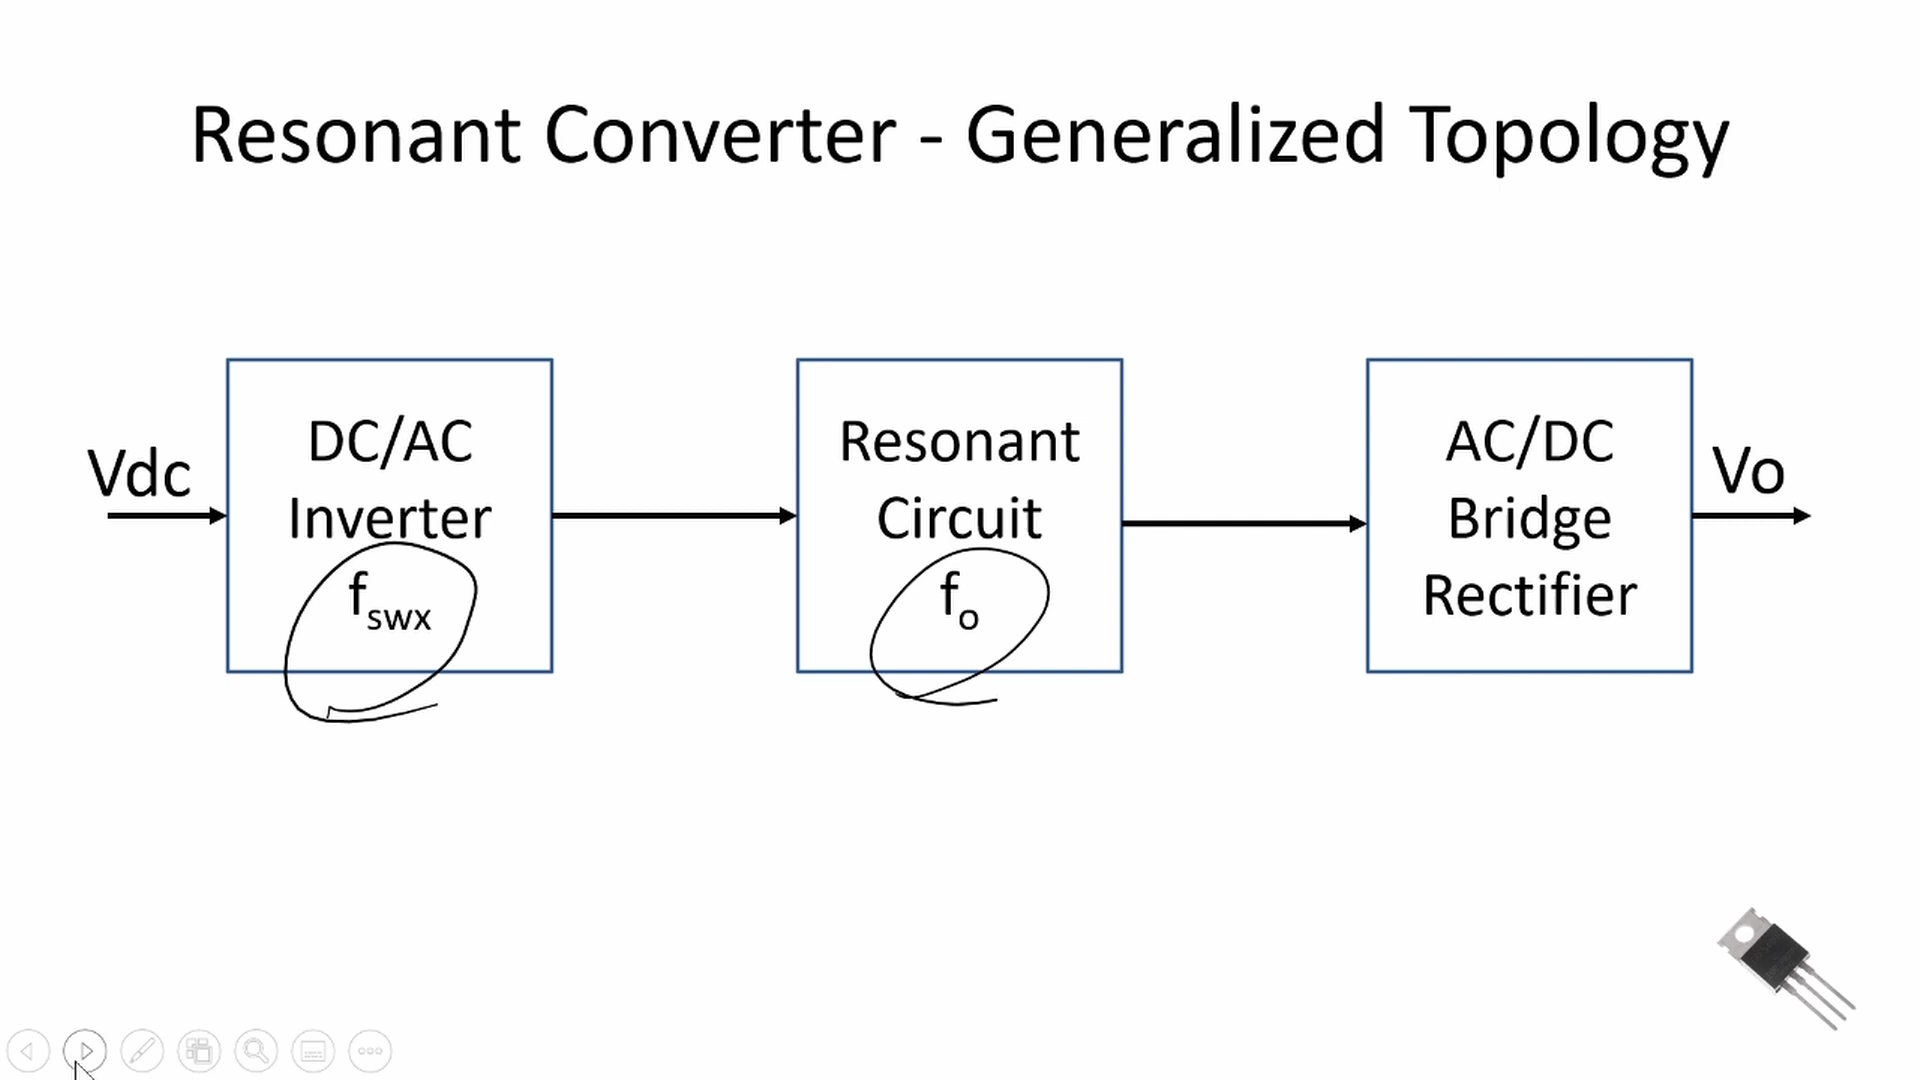 Resonant Converter - Generalized Topology
Vdc
DC/AC
Inverter
fswx
Resonant
Circuit
fo
AC/DC
Bridge
Rectifier
Vo